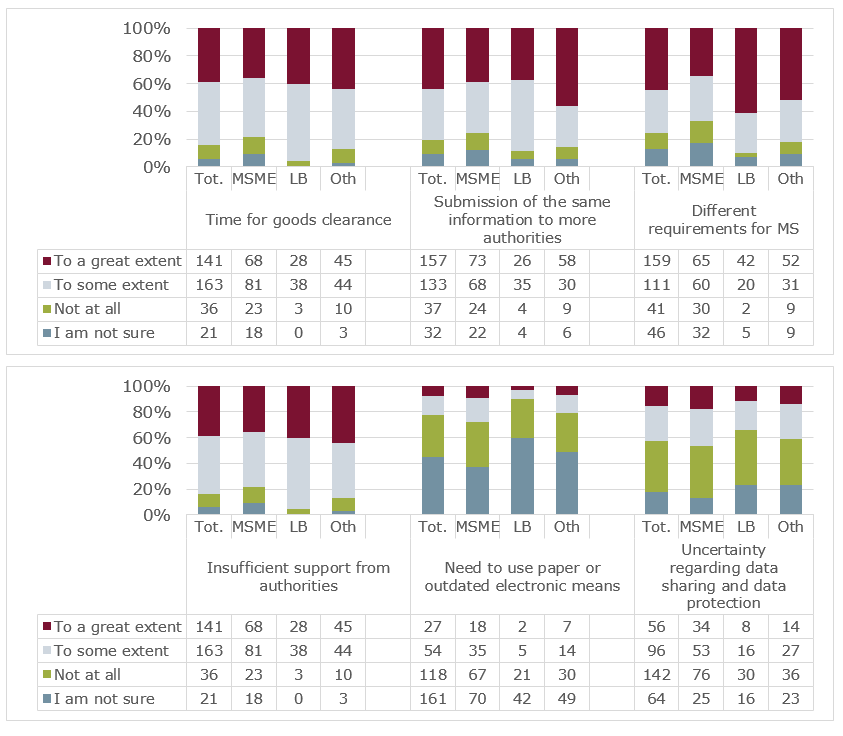 100%
80%
60%
40%
20%
0%
Tot. MSME LB Oth Tot. MSME LB Oth Tot. MSME LB Oth
Time for goods clearance
Submission of the same
information to more
authorities
Different
requirements for MS
To a great extent 141 68 28 45 157 73 26 58 159 65 42 52
To some extent 163 81 38 44 133 68 35 30 111 60 20 31
Not at all 36 23 3 10 37 24 4 9 41 30 2 9
I am not sure 21 18 0 3 32 22 4 6 46 32 5 9
100%
80%
60%
40%
20%
0%
Tot. MSME LB Oth Tot. MSME LB Oth Tot. MSME LB Oth
Insufficient support from
authorities
Need to use paper or
outdated electronic means
Uncertainty
regarding data
sharing and data
protection
To a great extent 141 68 28 45 27 18 2 7 56 34 8 14
To some extent 163 81 38 44 54 35 5 14 96 53 16 27
Not at all 36 23 3 10 118 67 21 30 142 76 30 36
I am not sure 21 18 0 3 161 70 42 49 64 25 16 23